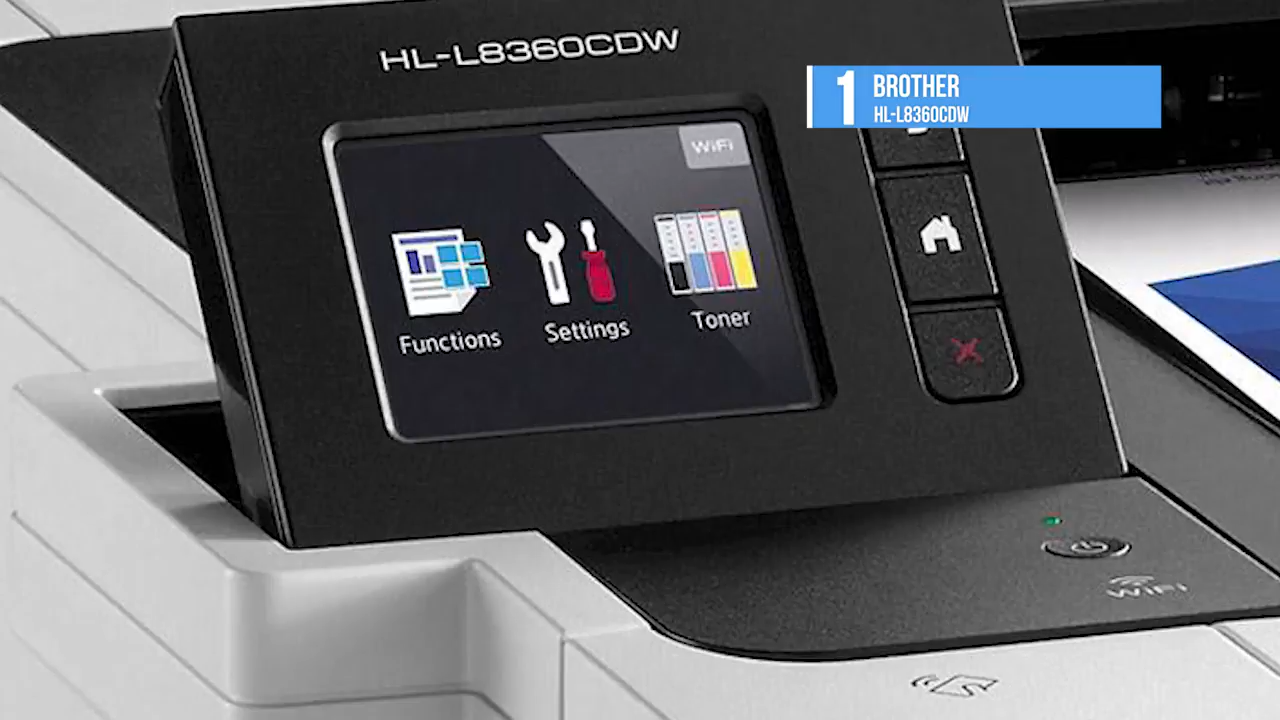 HL-L8360CDW
1 BROTHER
HL-L8360CDW
WiFi
Functions
Settings
Toner
WiFi